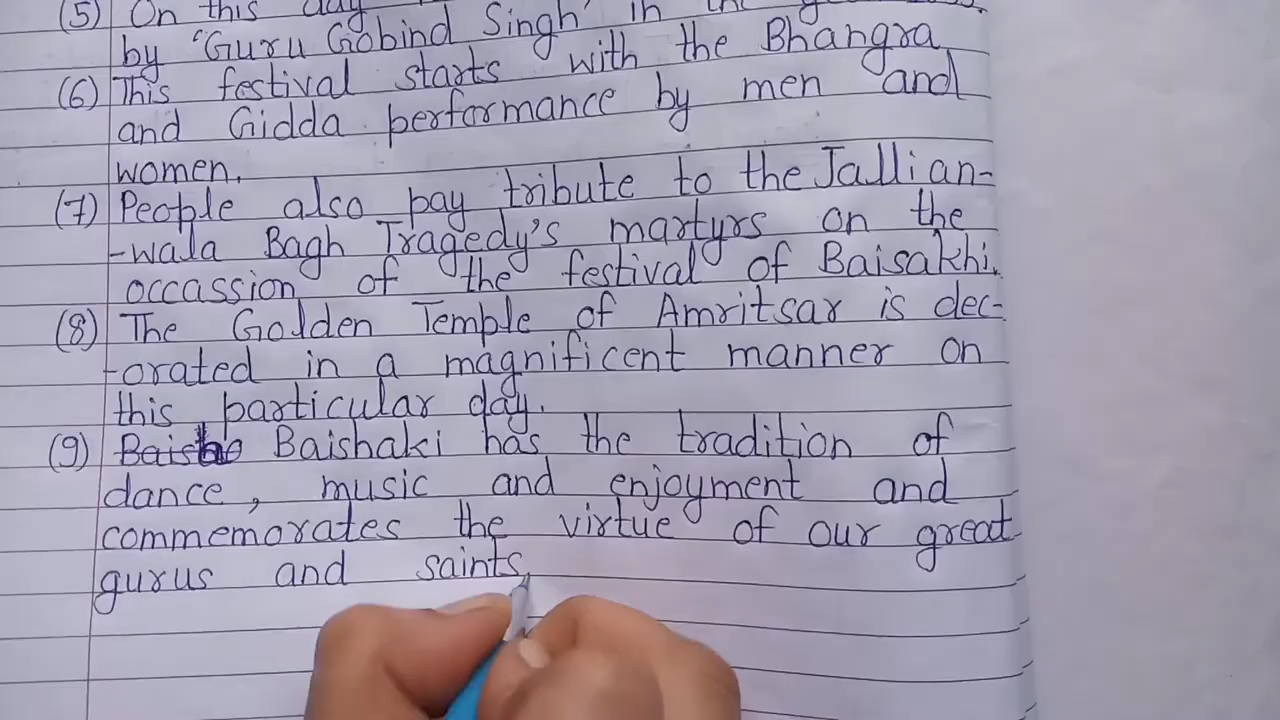 (5) On this day in the
by 'Guru Gobind Singh'
(6) This festival starts with the Bhangra
and Gidda performance by men and
women.
(7) People also pay tribute to the Jallian-
-wala Bagh Tragedy's martyrs on the
occassion of the festival of Baisakhi.
(8) The Golden Temple of Amritsar is dec-
-orated in a magnificent manner on
this particular day.
(9) Baishaki has the tradition of
dance, music and enjoyment and
commemorates the virtue of our great
gurus and saints.